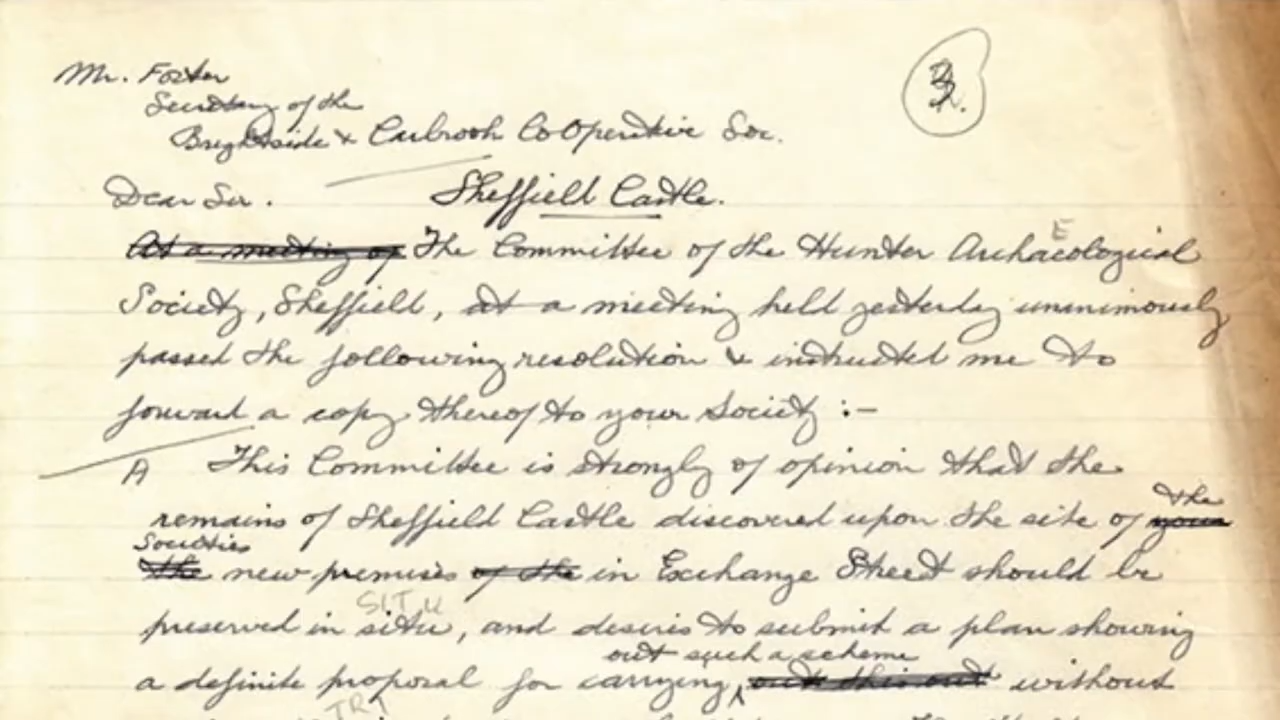 Mr. Foster
3.
Secretary of the
Brightside & Carbrook Co Operative Soc.
Dear Sir. Sheffield Castle.
At a meeting of The Committee of the Hunter Archaeological
E
Society, Sheffield, at a meeting held yesterday unanimously
passed the following resolution & instructed me to
forward a copy thereof to your Society :-
A This Committee is strongly of opinion that the
remains of Sheffield Castle discovered upon the site of your
the
Societies
the new premises of the in Exchange Street should be
SITU
preserved in situ, and desires to submit a plan showing
out such a scheme
a definite proposal for carrying out this out without